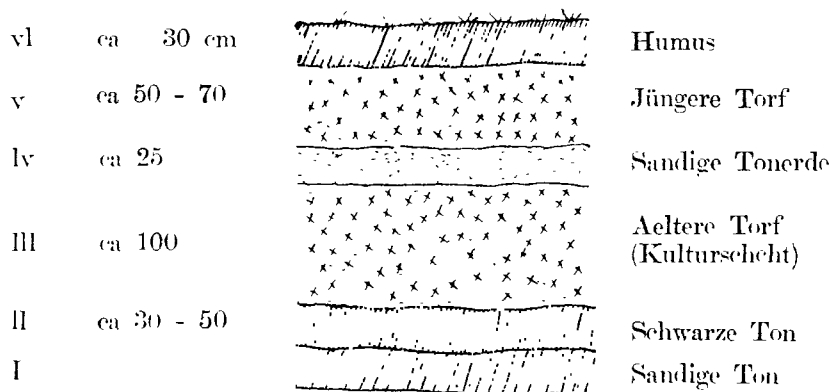 vI ca 30 cm Humus
v ca 50 - 70 Jüngere Torf
Iv ca 25 Sandige Tonerde
III ca 100 Aeltere Torf
(Kulturscheht)
II ca 30 - 50 Schwarze Ton
I Sandige Ton